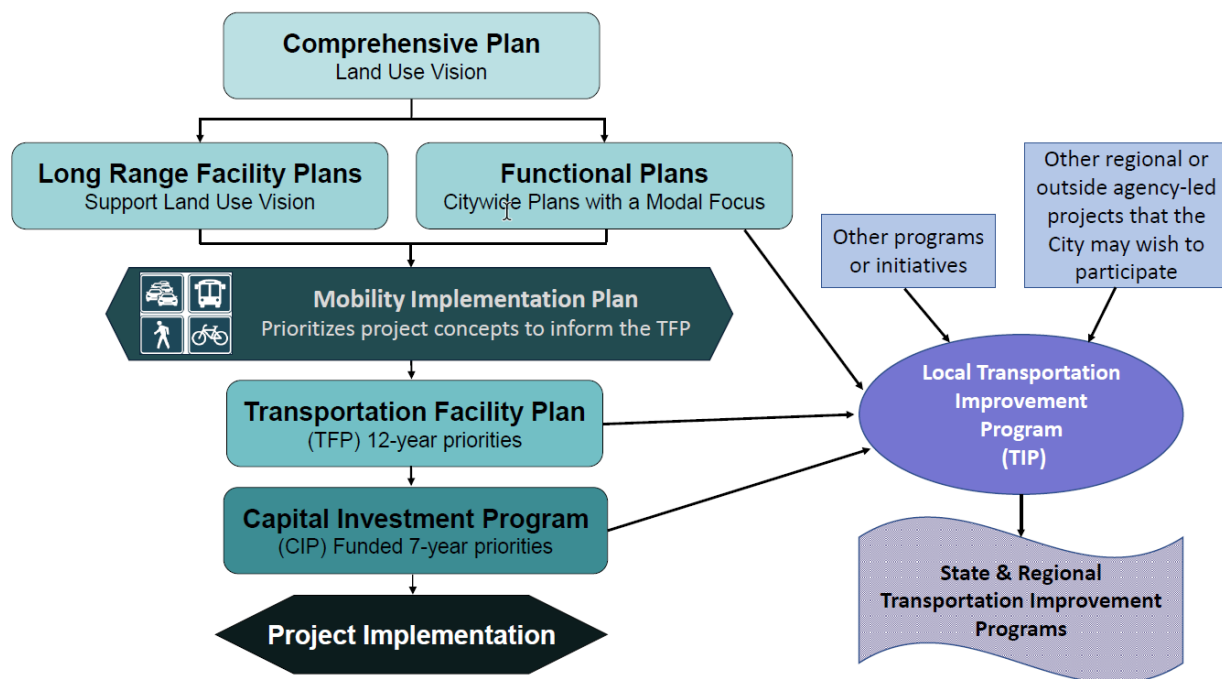 Comprehensive Plan
Land Use Vision
Long Range Facility Plans
Support Land Use Vision
Functional Plans
Citywide Plans with a Modal Focus
Other programs
or initiatives
Other regional or
outside agency-led
projects that the
City may wish to
participate
Mobility Implementation Plan
Prioritizes project concepts to inform the TFP
Transportation Facility Plan
(TFP) 12-year priorities
Capital Investment Program
(CIP) Funded 7-year priorities
Project Implementation
Local Transportation
Improvement
Program
(TIP)
State & Regional
Transportation Improvement
Programs